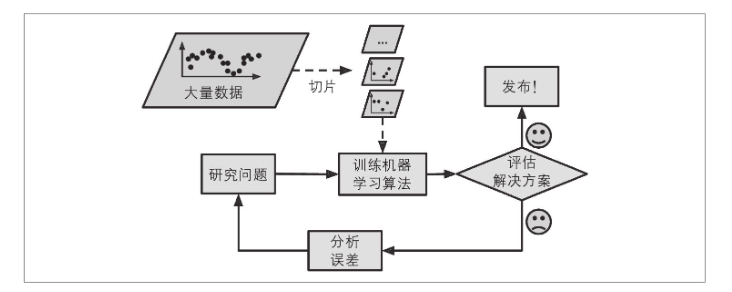 ...
大量数据
切片
发布！
研究问题
训练机器
学习算法
评估
解决方案
分析
误差